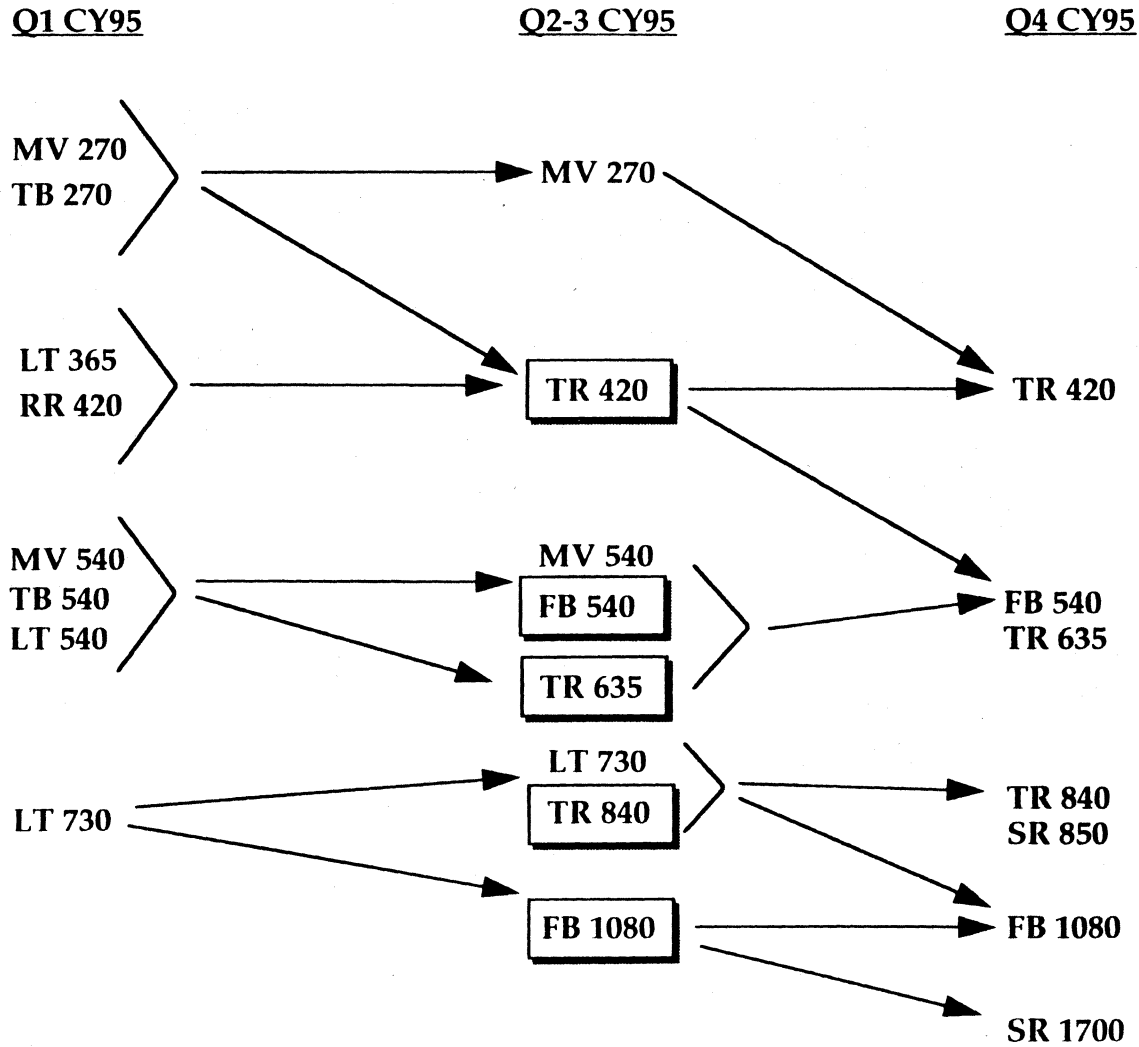 Q1 CY95
Q2-3 CY95
Q4 CY95
MV 270
TB 270
MV 270
LT 365
RR 420
TR 420
TR 420
MV 540
TB 540
LT 540
MV 540
FB 540
TR 635
FB 540
TR 635
LT 730
LT 730
TR 840
TR 840
SR 850
FB 1080
FB 1080
SR 1700